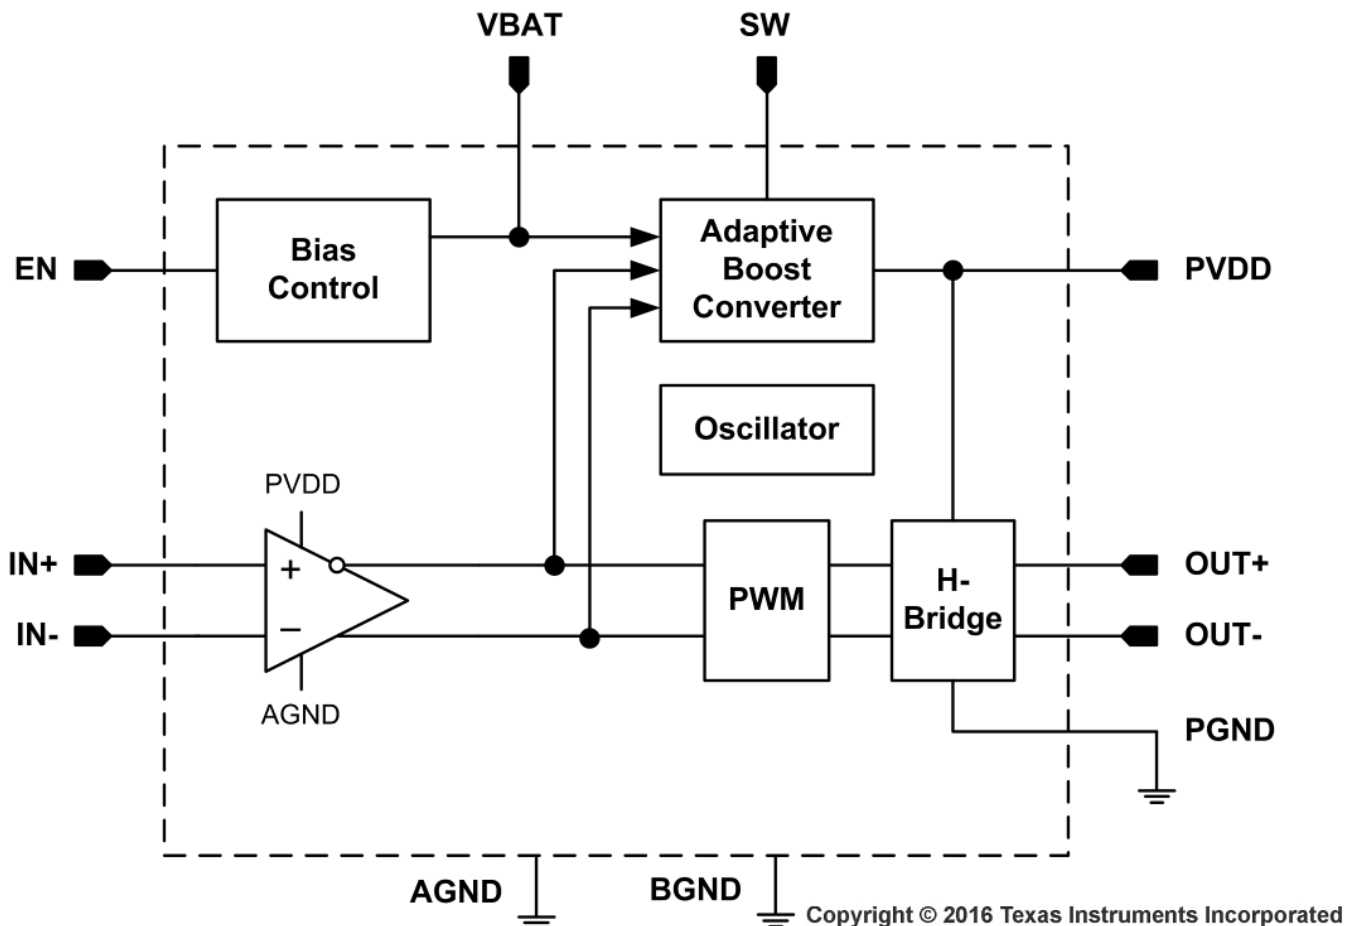 VBAT
SW
Bias
Control
Adaptive
Boost
Converter
EN
PVDD
Oscillator
PVDD
IN+
+
PWM
H-
Bridge
OUT+
IN-
−
OUT-
AGND
PGND
AGND
BGND
Copyright © 2016 Texas Instruments Incorporated